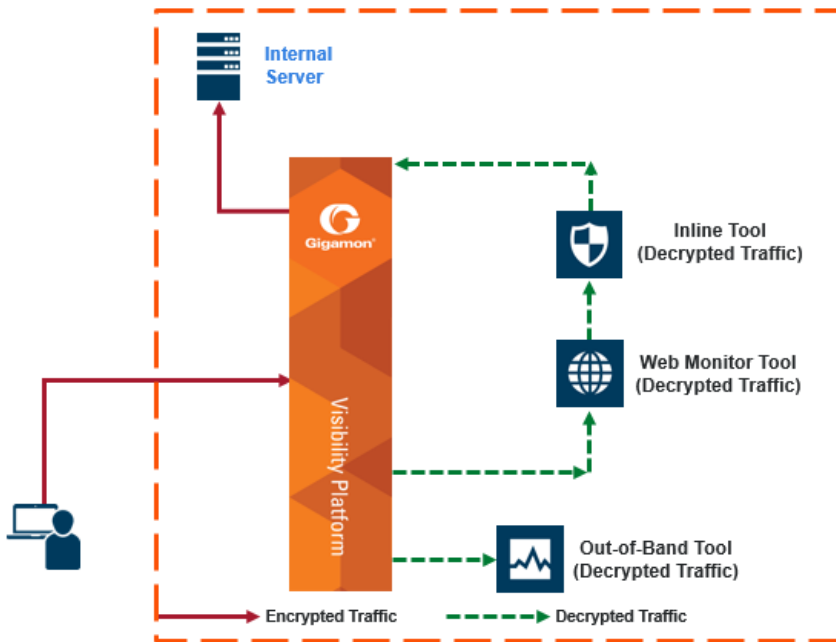 Internal
Server
Gigamon®
Visibility Platform
Inline Tool
(Decrypted Traffic)
Web Monitor Tool
(Decrypted Traffic)
Out-of-Band Tool
(Decrypted Traffic)
Encrypted Traffic
Decrypted Traffic